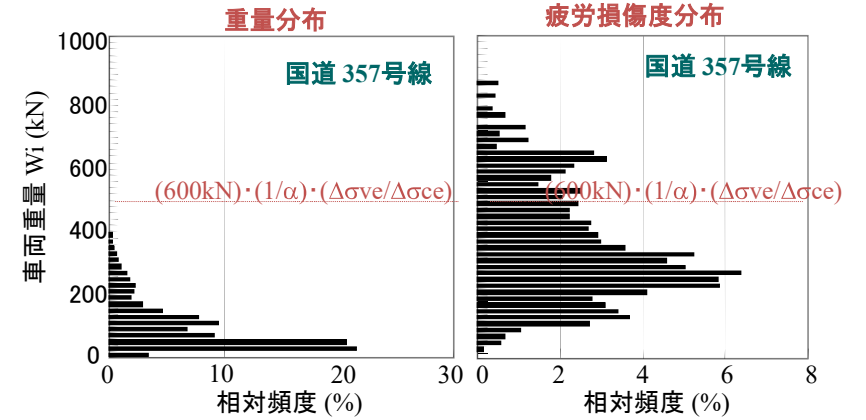 重量分布
疲労損傷度分布
国道 357号線
国道 357号線
車両重量 Wi (kN)
1000
800
600
400
200
0
(600kN)・(1/α)・(Δσve/Δσce)
(600kN)・(1/α)・(Δσve/Δσce)
0
10
20
30
0
2
4
6
8
相対頻度 (%)
相対頻度 (%)